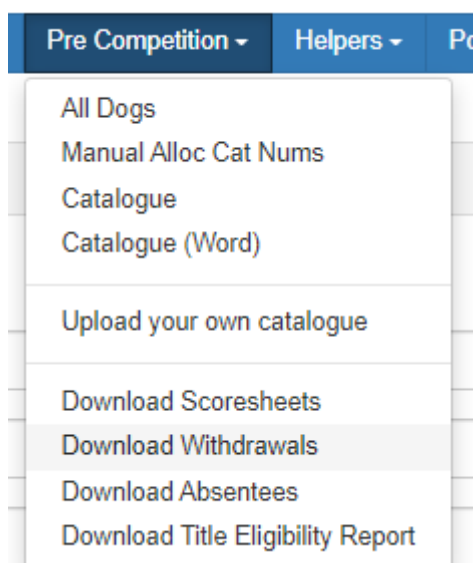 Pre Competition Helpers
All Dogs
Manual Alloc Cat Nums
Catalogue
Catalogue (Word)
Upload your own catalogue
Download Scoresheets
Download Withdrawals
Download Absentees
Download Title Eligibility Report